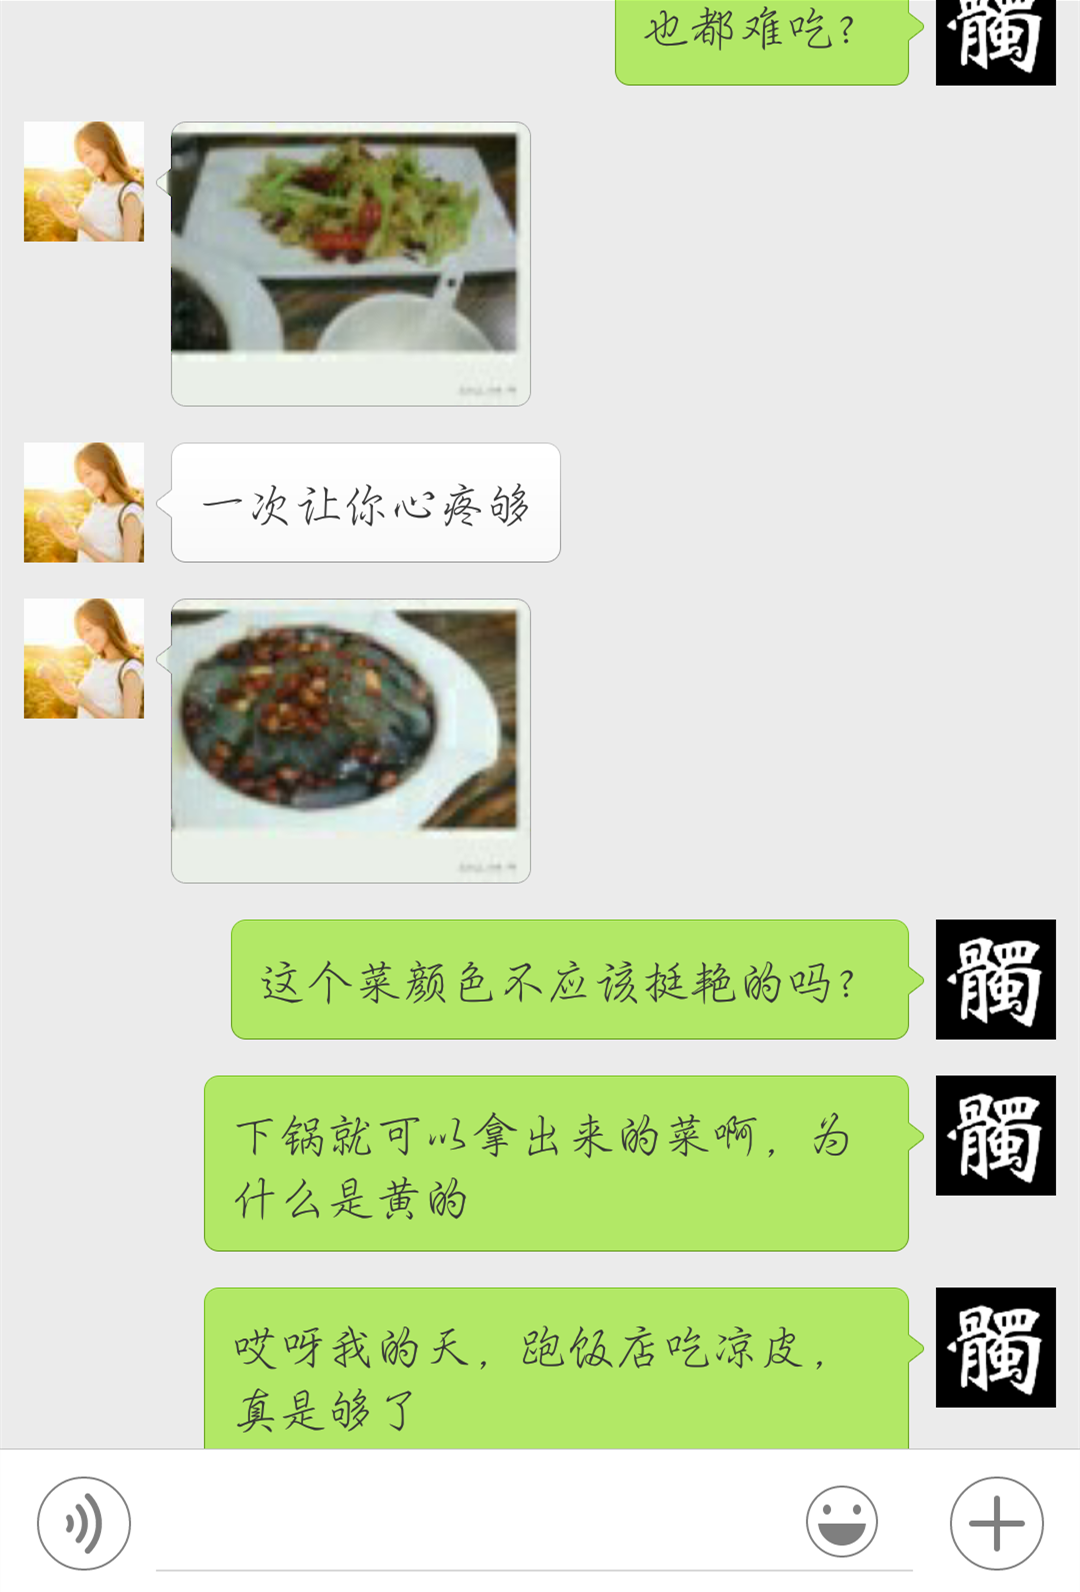 也都难吃？
髑
一次让你心疼够
这个菜颜色不应该挺艳的吗？
髑
下锅就可以拿出来的菜啊，为
什么是黄的
髑
哎呀我的天，跑饭店吃凉皮，
真是够了
髑